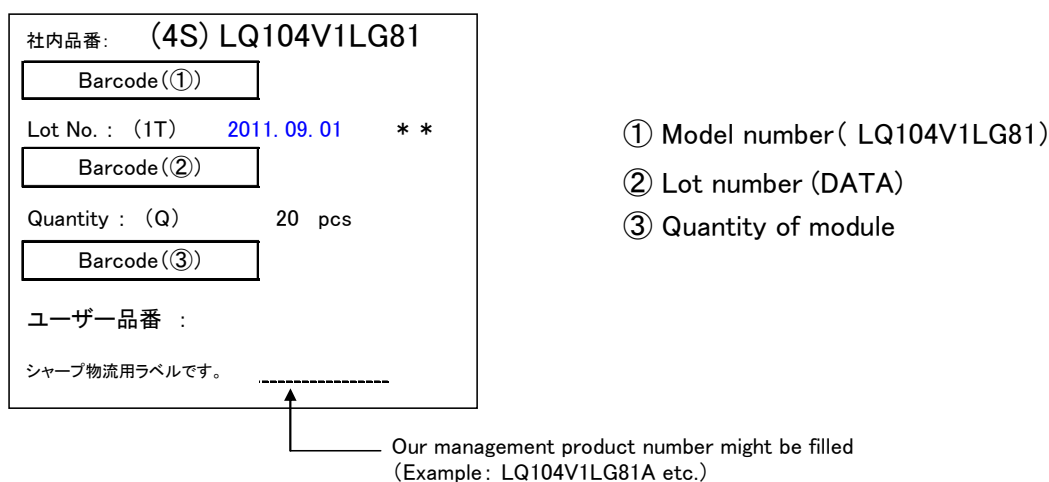 社内品番: (4S) LQ104V1LG81
Barcode(①)
Lot No. : (1T) 2011. 09. 01 * *
Barcode(②)
Quantity : (Q) 20 pcs
Barcode(③)
ユーザー品番 :
シャープ物流用ラベルです。
① Model number( LQ104V1LG81)
② Lot number (DATA)
③ Quantity of module
Our management product number might be filled
(Example: LQ104V1LG81A etc.)